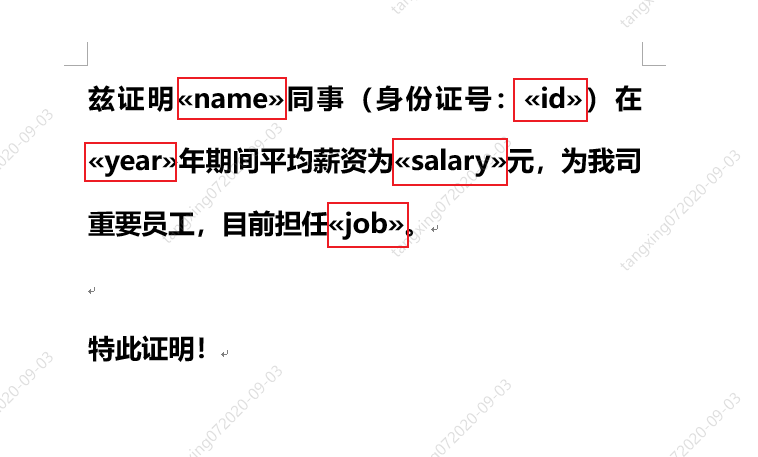 兹证明«name»同事（身份证号： «id»）在
«year»年期间平均薪资为«salary»元，为我司
重要员工，目前担任«job»。
特此证明！
tangxing072020-09-03
tangxing072020-09-03
tangxing072020-09-03
tangxing072020-09-03
tangxing072020-09-03
tangxing072020-09-03